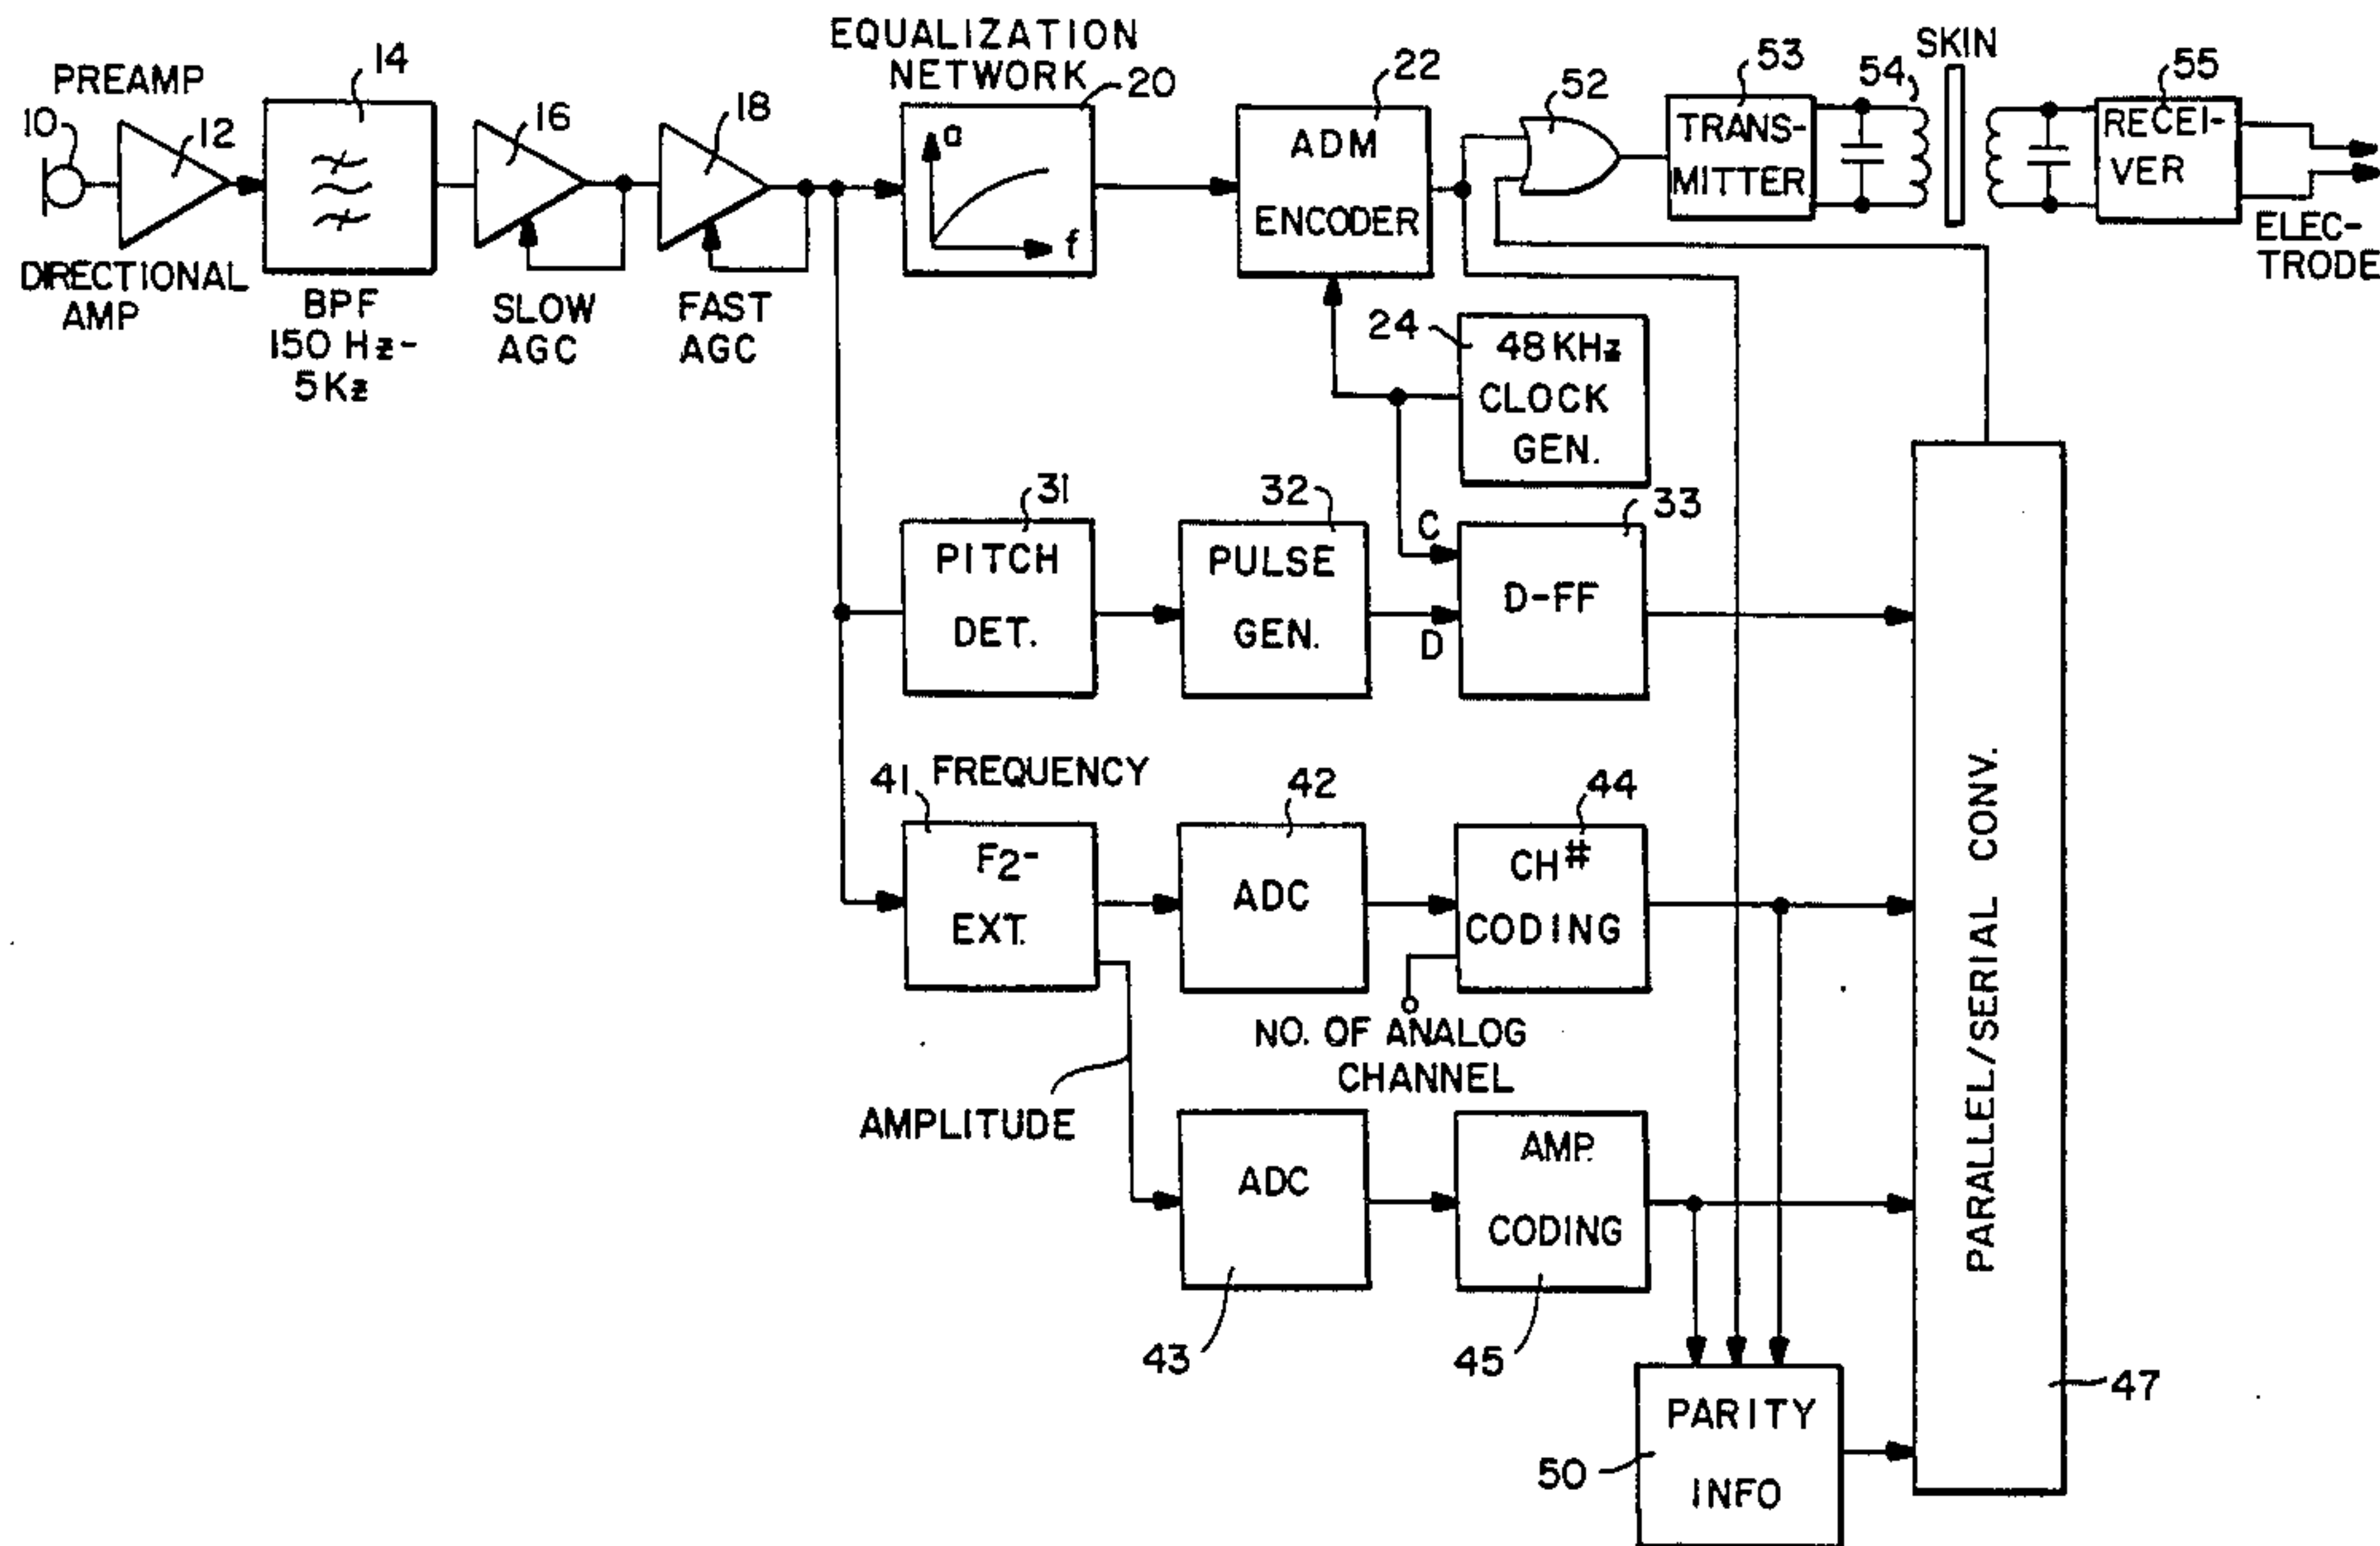 EQUALIZATION
NETWORK
20
PREAMP
14
10
12
16
18
22
52
53
54
SKIN
55
DIRECTIONAL
AMP
BPF
150 Hz-
5Kz
SLOW
AGC
FAST
AGC
a
f
ADM
ENCODER
TRANS-
MITTER
RECEI-
VER
ELEC-
TRODE
24
48KHz
CLOCK
GEN.
31
PITCH
DET.
32
PULSE
GEN.
C
D
33
D-FF
41
FREQUENCY
F2-
EXT.
42
ADC
44
CH#
CODING
NO. OF ANALOG
CHANNEL
AMPLITUDE
ADC
43
AMP.
CODING
45
PARITY
INFO
50
PARALLEL/SERIAL CONV.
47